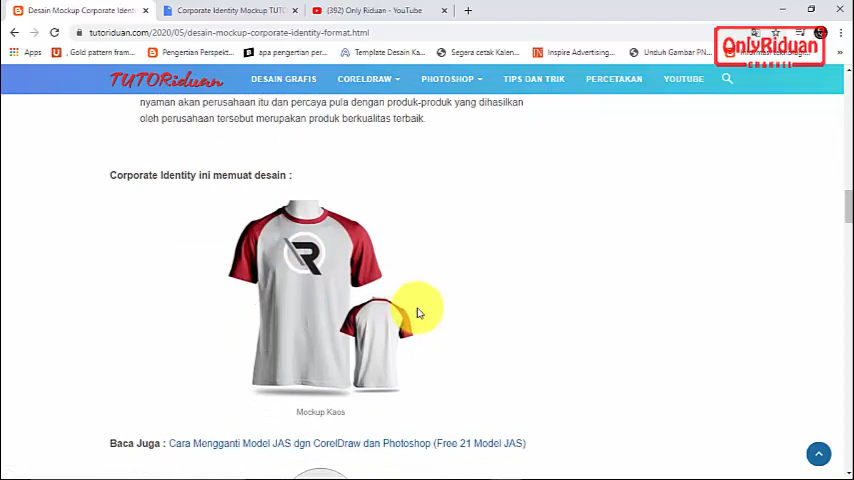 Desain Mockup Corporate Identi
Corporate Identity Mockup TUT
(392) Only Riduan - YouTube
tutoriduan.com/2020/05/desain-mockup-corporate-identity-format.html
Apps
, Gold pattern fram...
Pengertian Perspekt...
apa pengertian per...
Template Desain Ka...
Segera cetak Kalen...
Inspire Advertising...
Unduh Gambar PN...
OnlyRiduan
CHANNEL
TUTORiduan
DESAIN GRAFIS
CORELDRAW
PHOTOSHOP
TIPS DAN TRIK
PERCETAKAN
YOUTUBE
nyaman akan perusahaan itu dan percaya pula dengan produk-produk yang dihasilkan
oleh perusahaan tersebut merupakan produk berkualitas terbaik.
Corporate Identity ini memuat desain :
R
Mockup Kaos
Baca Juga : Cara Mengganti Model JAS dgn CorelDraw dan Photoshop (Free 21 Model JAS)